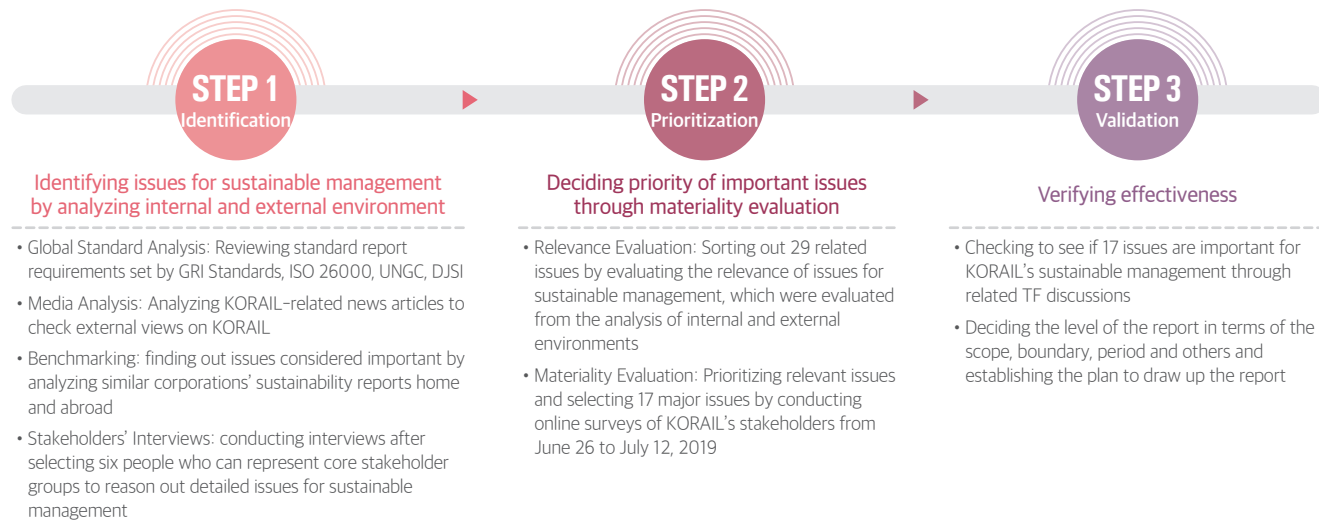 STEP 1
Identification
Identifying issues for sustainable management
by analyzing internal and external environment
• Global Standard Analysis: Reviewing standard report
requirements set by GRI Standards, ISO 26000, UNGC, DJSI
• Media Analysis: Analyzing KORAIL-related news articles to
check external views on KORAIL
• Benchmarking: finding out issues considered important by
analyzing similar corporations' sustainability reports home
and abroad
• Stakeholders' Interviews: conducting interviews after
selecting six people who can represent core stakeholder
groups to reason out detailed issues for sustainable
management
STEP 2
Prioritization
Deciding priority of important issues
through materiality evaluation
• Relevance Evaluation: Sorting out 29 related
issues by evaluating the relevance of issues for
sustainable management, which were evaluated
from the analysis of internal and external
environments
• Materiality Evaluation: Prioritizing relevant issues
and selecting 17 major issues by conducting
online surveys of KORAIL's stakeholders from
June 26 to July 12, 2019
STEP 3
Validation
Verifying effectiveness
• Checking to see if 17 issues are important for
KORAIL's sustainable management through
related TF discussions
• Deciding the level of the report in terms of the
scope, boundary, period and others and
establishing the plan to draw up the report